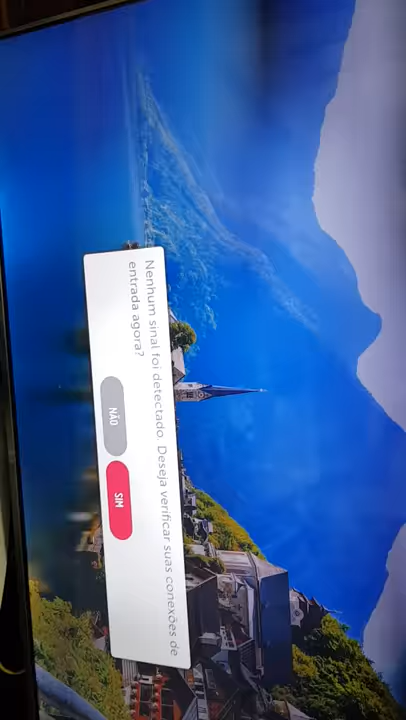 Nenhum sinal foi detectado. Deseja verificar suas conexões de
entrada agora?
NÃO
SIM